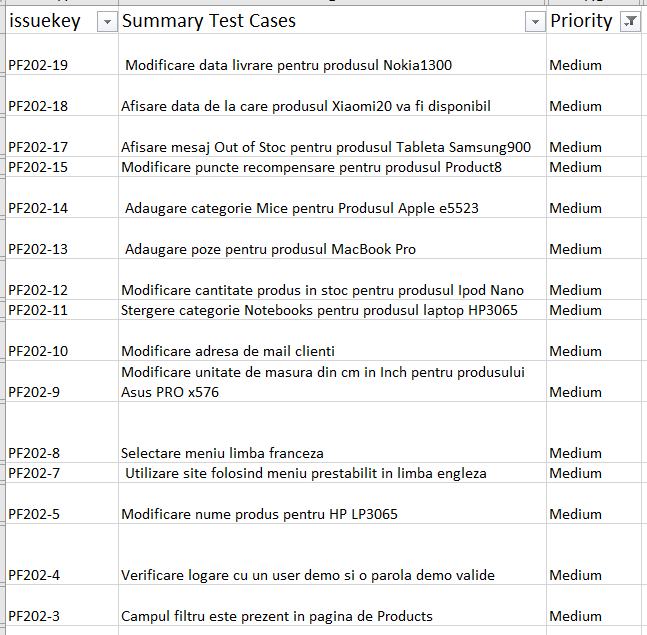 issuekey Summary Test Cases Priority
PF202-19 Modificare data livrare pentru produsul Nokia1300 Medium
PF202-18 Afisare data de la care produsul Xiaomi20 va fi disponibil Medium
PF202-17 Afisare mesaj Out of Stoc pentru produsul Tableta Samsung900 Medium
PF202-15 Modificare puncte recompensare pentru produsul Product8 Medium
PF202-14 Adaugare categorie Mice pentru Produsul Apple e5523 Medium
PF202-13 Adaugare poze pentru produsul MacBook Pro Medium
PF202-12 Modificare cantitate produs in stoc pentru produsul Ipod Nano Medium
PF202-11 Stergere categorie Notebooks pentru produsul laptop HP3065 Medium
PF202-10 Modificare adresa de mail clienti Medium
Modificare unitate de masura din cm in Inch pentru produsului
PF202-9 Asus PRO x576 Medium
PF202-8 Selectare meniu limba franceza Medium
PF202-7 Utilizare site folosind meniu prestabilit in limba engleza Medium
PF202-5 Modificare nume produs pentru HP LP3065 Medium
PF202-4 Verificare logare cu un user demo si o parola demo valide Medium
PF202-3 Campul filtru este prezent in pagina de Products Medium